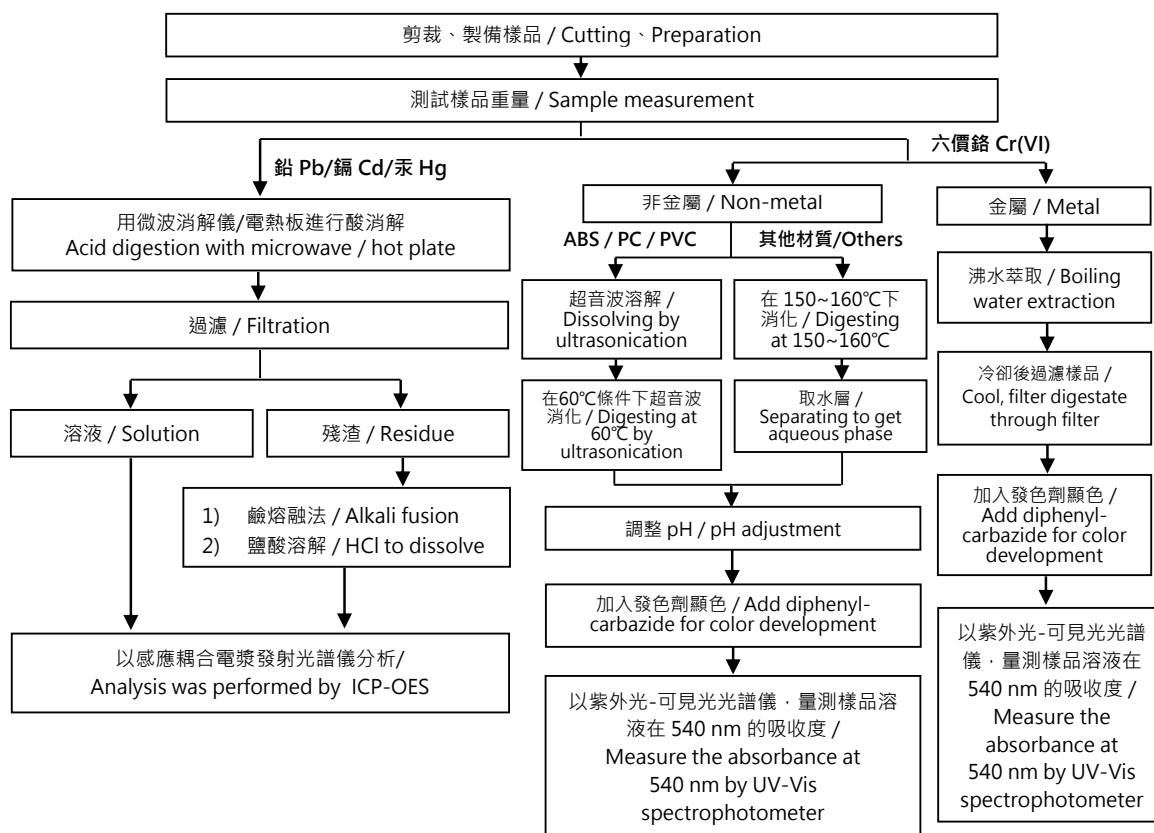 剪裁、製備樣品 / Cutting、Preparation
測試樣品重量 / Sample measurement
鉛 Pb/鎘 Cd/汞 Hg
六價鉻 Cr(VI)
用微波消解儀/電熱板進行酸消解
Acid digestion with microwave / hot plate
過濾 / Filtration
溶液 / Solution
殘渣 / Residue
1) 鹼熔融法 / Alkali fusion
2) 鹽酸溶解 / HCl to dissolve
以感應耦合電漿發射光譜儀分析/
Analysis was performed by ICP-OES
非金屬 / Non-metal
ABS / PC / PVC
其他材質/Others
超音波溶解 /
Dissolving by
ultrasonication
在 150~160℃下
消化 / Digesting
at 150~160℃
在60℃條件下超音波
消化 / Digesting at
60℃ by
ultrasonication
取水層 /
Separating to get
aqueous phase
調整 pH / pH adjustment
加入發色劑顯色 / Add diphenyl-
carbazide for color development
以紫外光-可見光光譜儀，量測樣品溶
液在 540 nm 的吸收度 /
Measure the absorbance at
540 nm by UV-Vis
spectrophotometer
金屬 / Metal
沸水萃取 / Boiling
water extraction
冷卻後過濾樣品 /
Cool, filter digestate
through filter
加入發色劑顯色 /
Add diphenyl-
carbazide for color
development
以紫外光-可見光光譜
儀，量測樣品溶液在
540 nm 的吸收度 /
Measure the
absorbance at
540 nm by UV-Vis
spectrophotometer